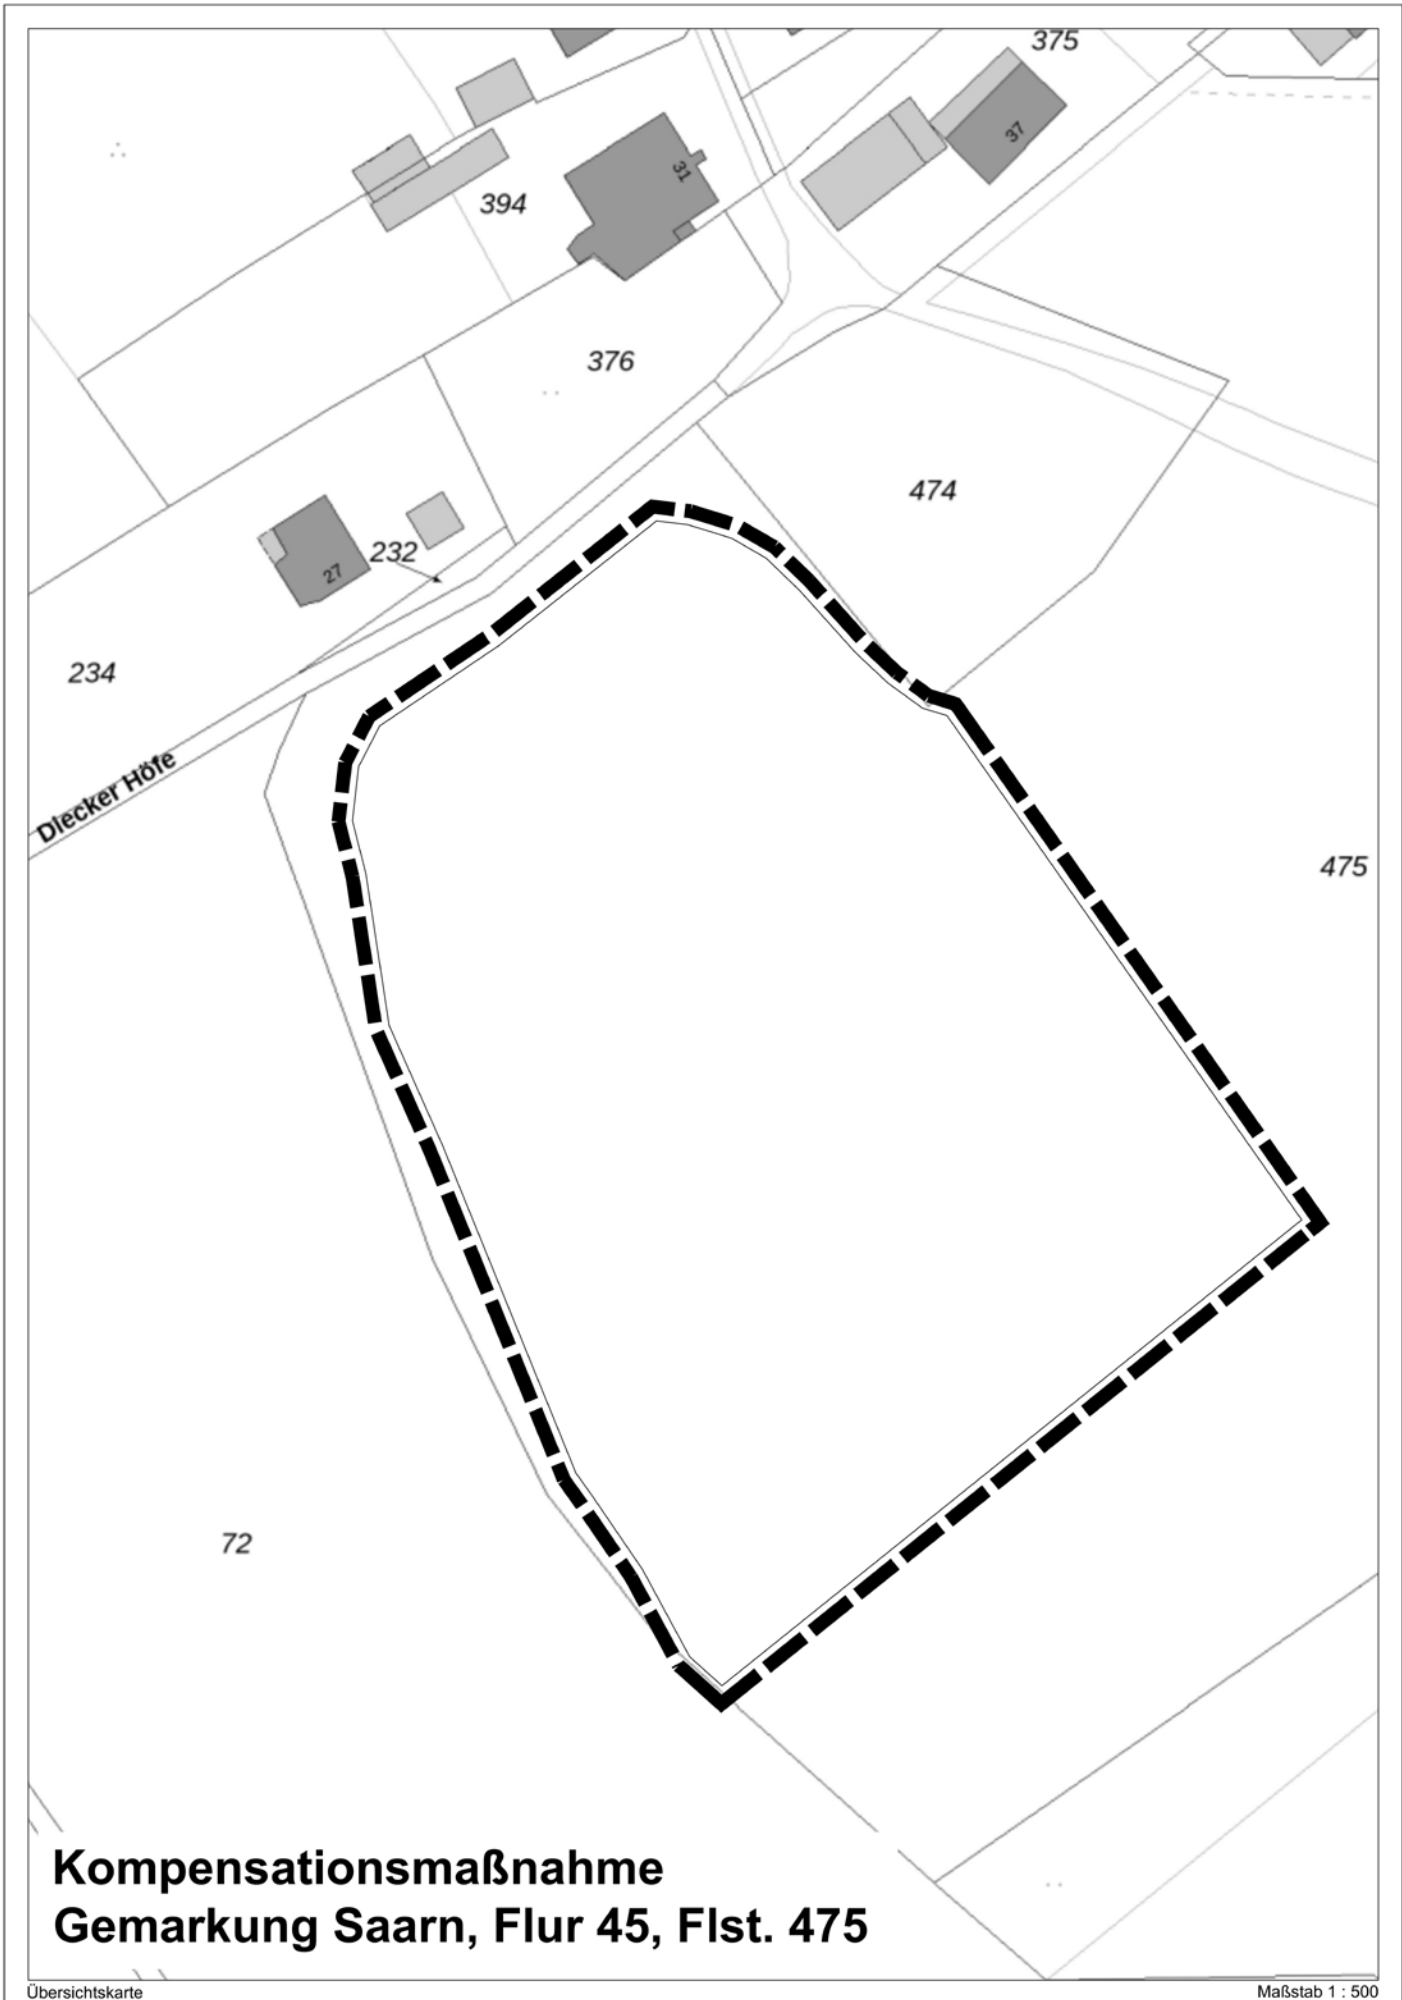 375
37
31
394
376
474
232
27
234
Diecker Höfe
475
72
Kompensationsmaßnahme
Gemarkung Saarn, Flur 45, Flst. 475
Übersichtskarte
Maßstab 1 : 500